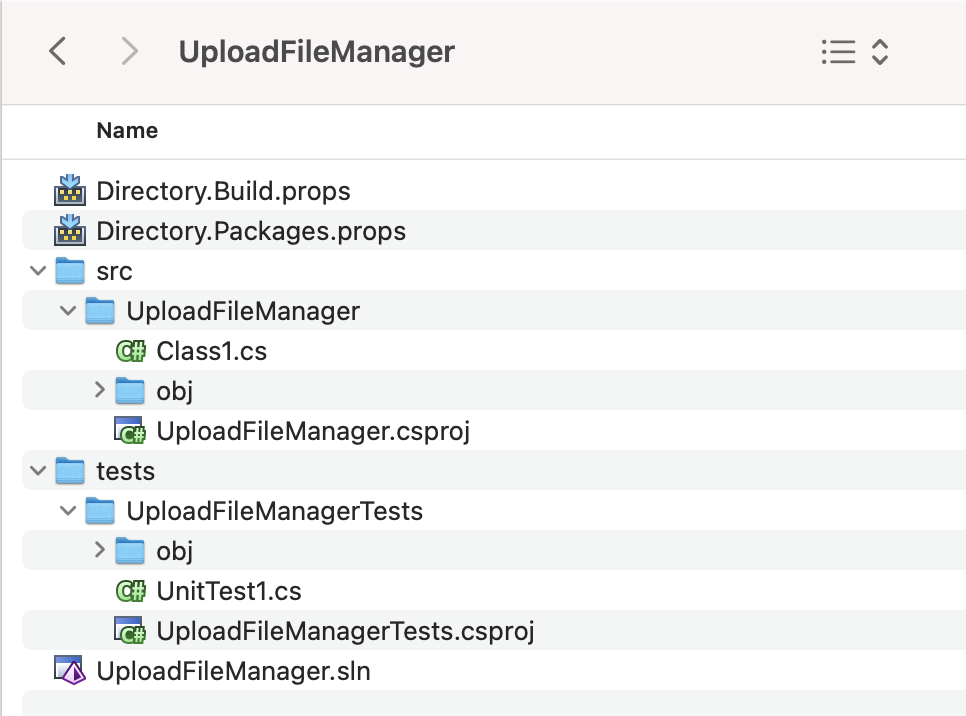 UploadFileManager
Name
Directory.Build.props
Directory.Packages.props
src
UploadFileManager
Class1.cs
obj
UploadFileManager.csproj
tests
UploadFileManagerTests
obj
UnitTest1.cs
UploadFileManagerTests.csproj
UploadFileManager.sln